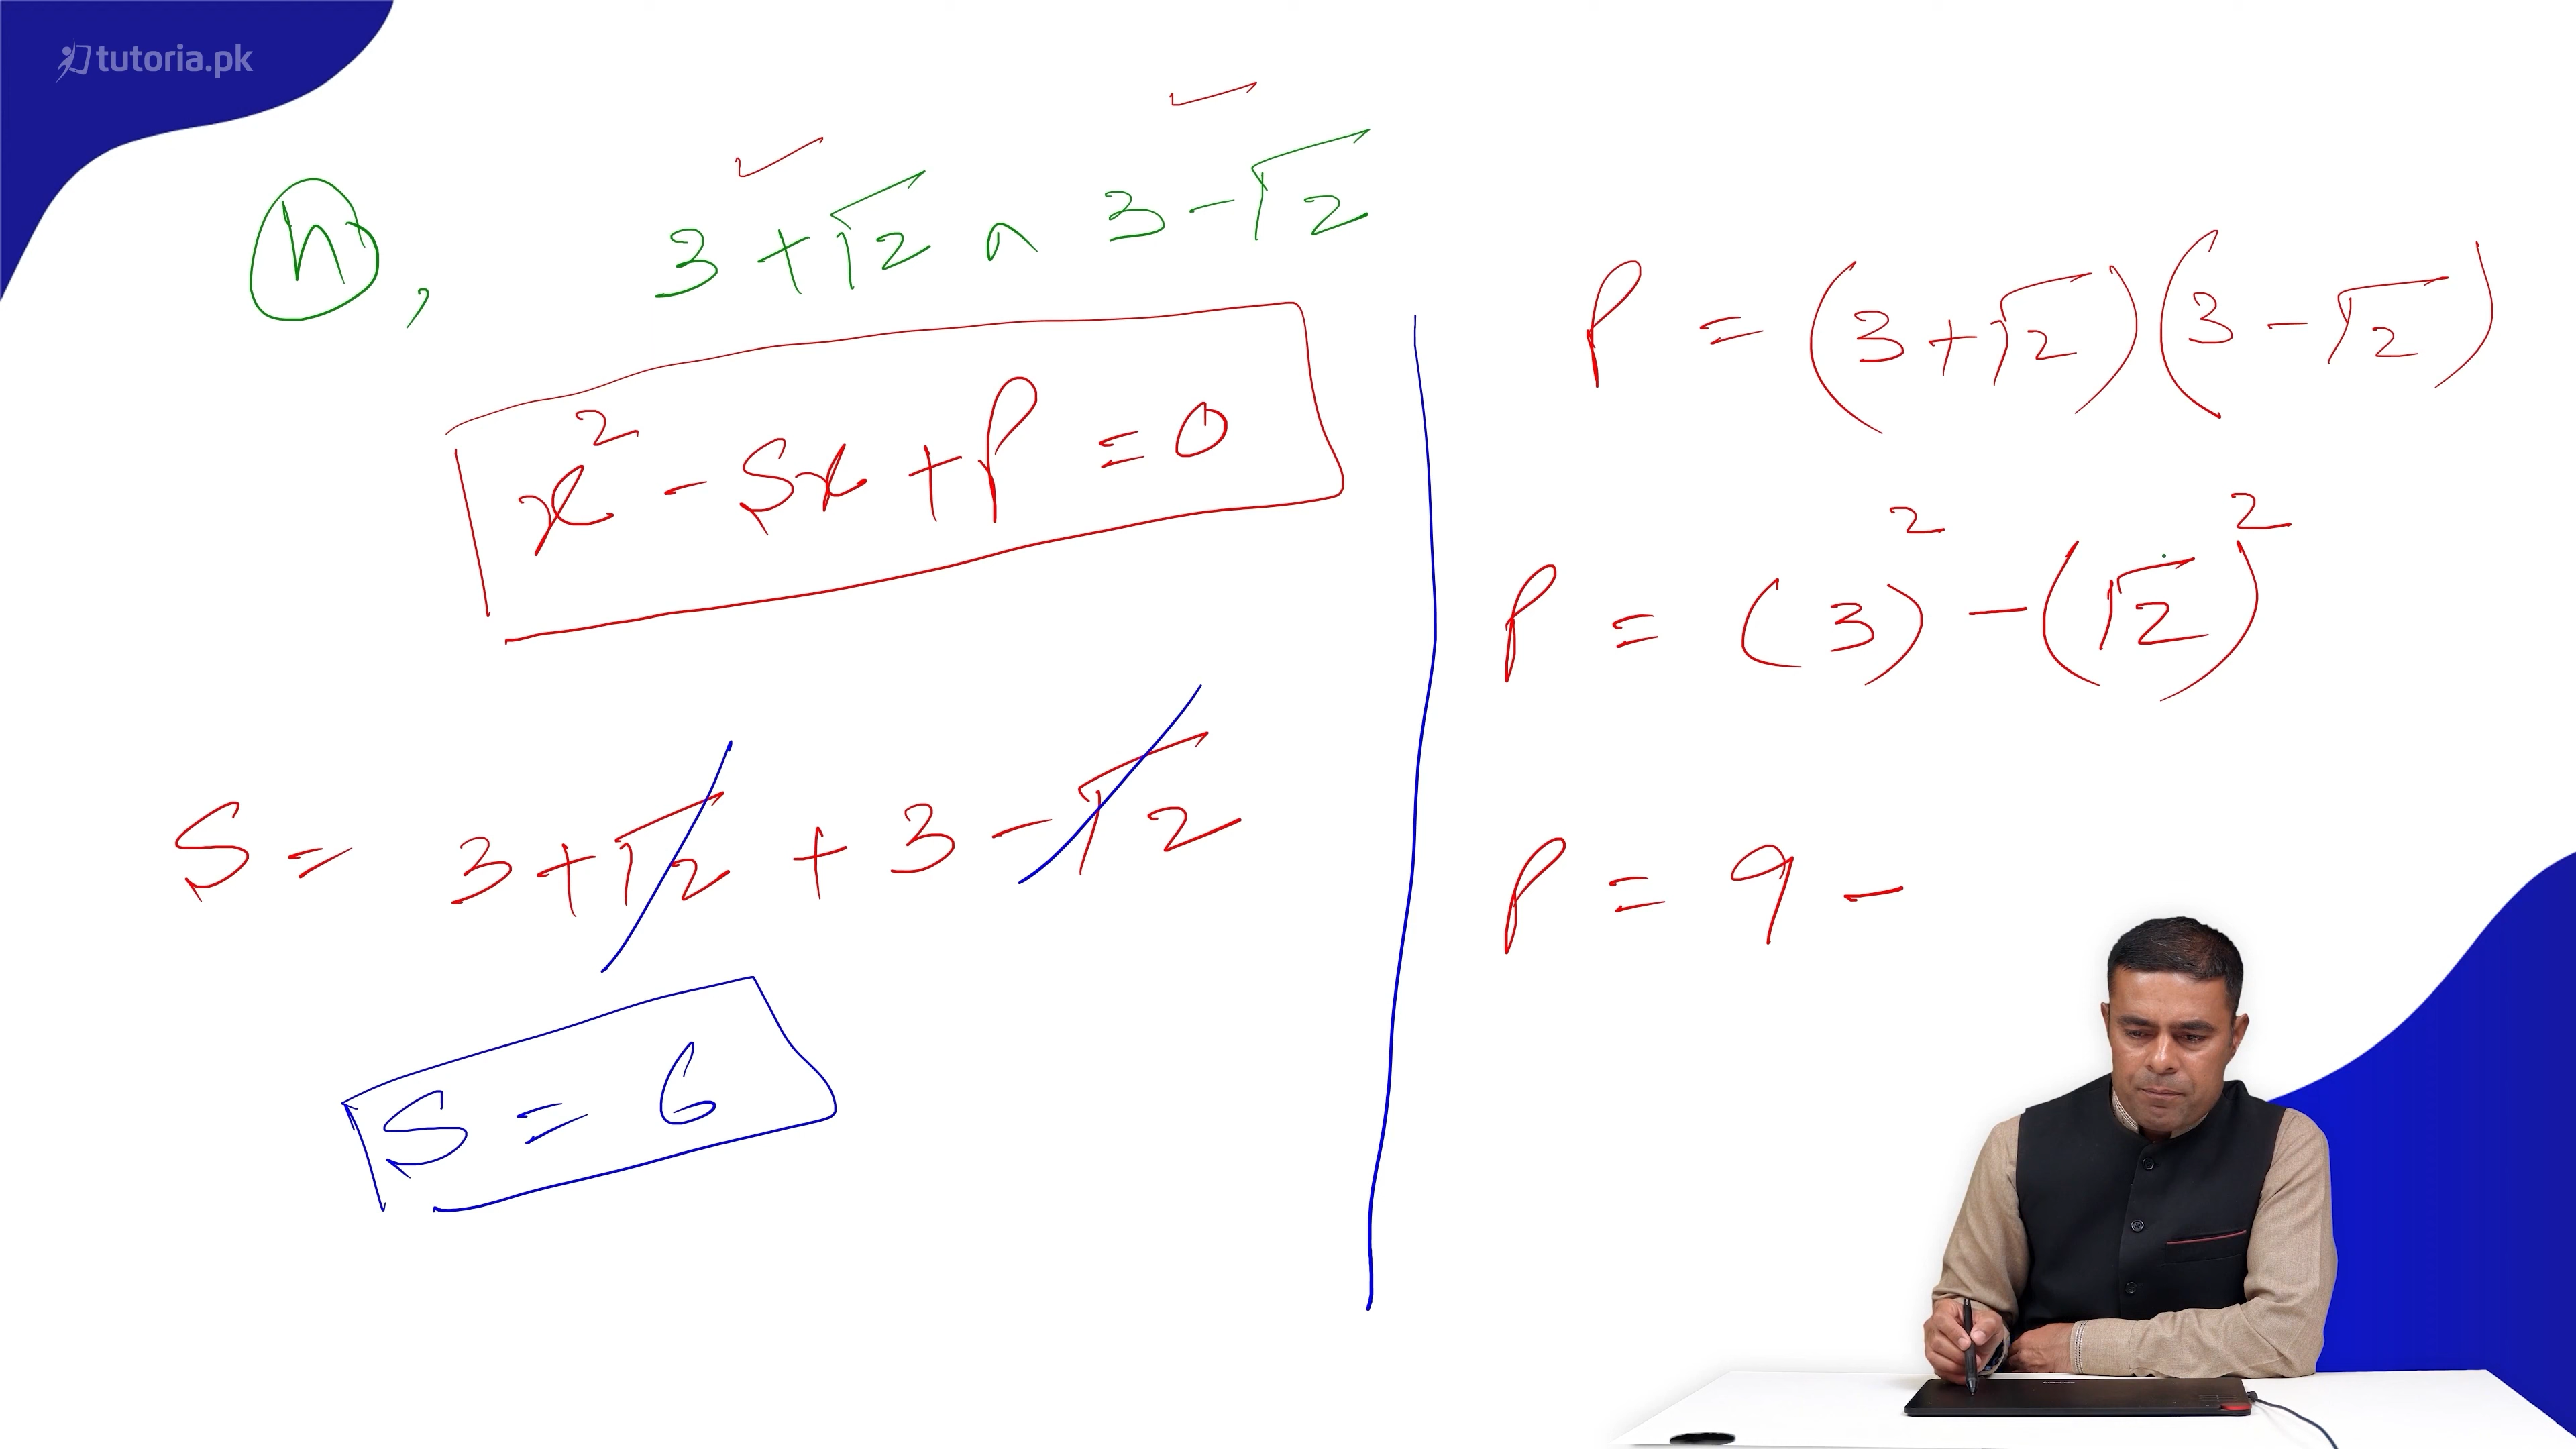 tutoria.pk
h, 3+√2 , 3-√2
x² - Sx + P = 0
S = 3+√2 + 3-√2
S = 6
P = (3+√2)(3-√2)
P = (3)² - (√2)²
P = 9 -